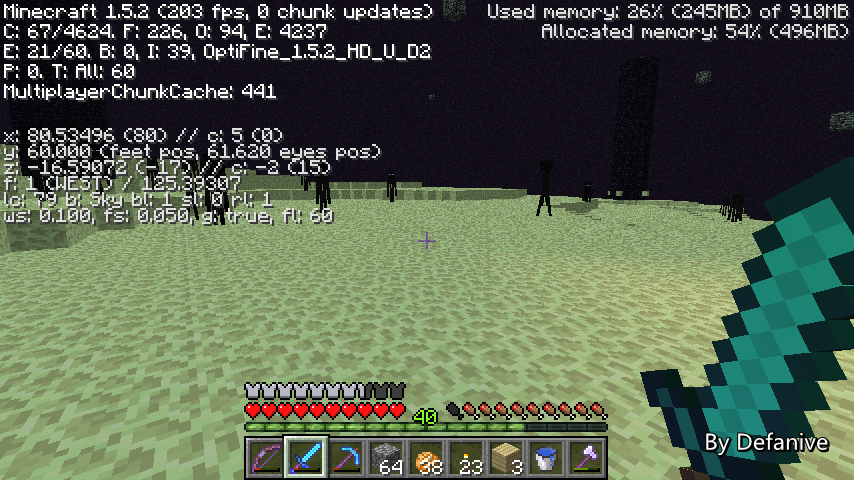 Minecraft 1.5.2 (203 fps, 0 chunk updates)
C: 67/4624. F: 226, O: 94, E: 4237
E: 21/60. B: 0, I: 39, OptiFine_1.5.2_HD_U_D2
P: 0. T: All: 60
MultiplayerChunkCache: 441
Used memory: 26% (245MB) of 910MB
Allocated memory: 54% (496MB)
x: 80.53496 (80) // c: 5 (0)
y: 60.000 (feet pos, 61.620 eyes pos)
z: -16.59072 (-17) // c: -2 (15)
f: 1 (WEST) / 125.39307
lc: 79 b: Sky bl: 1 sl: 0 rl: 1
ws: 0.100, fs: 0.050, g: true, fl: 60
40
64 38 23 3
By Defanive